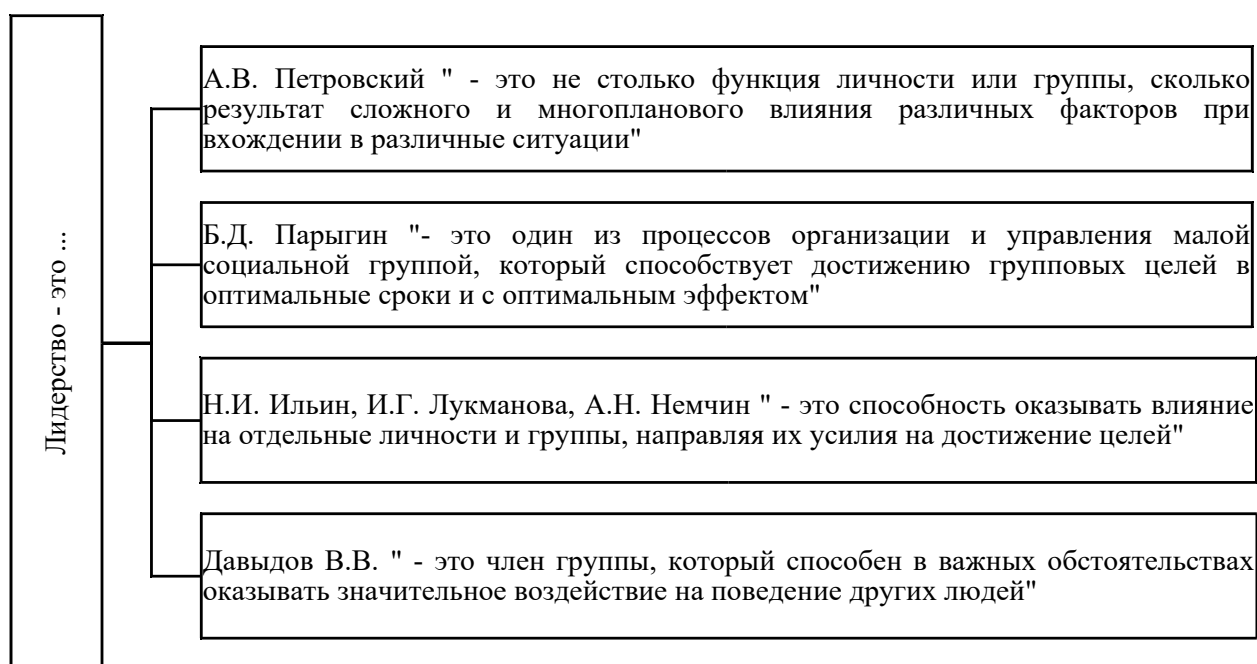 Лидерство - это ...
А.В. Петровский " - это не столько функция личности или группы, сколько
результат сложного и многопланового влияния различных факторов при
вхождении в различные ситуации"
Б.Д. Парыгин "- это один из процессов организации и управления малой
социальной группой, который способствует достижению групповых целей в
оптимальные сроки и с оптимальным эффектом"
Н.И. Ильин, И.Г. Лукманова, А.Н. Немчин " - это способность оказывать влияние
на отдельные личности и группы, направляя их усилия на достижение целей"
Давыдов В.В. " - это член группы, который способен в важных обстоятельствах
оказывать значительное воздействие на поведение других людей"